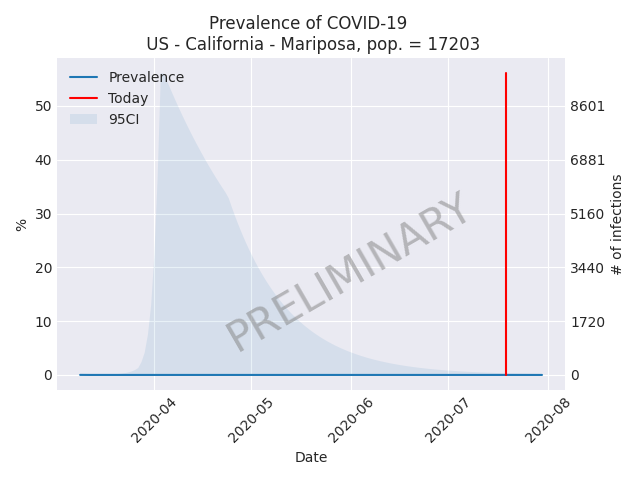 Prevalence of COVID-19
US - California - Mariposa, pop. = 17203
Prevalence
Today
95CI
50
40
30
20
10
0
%
8601
6881
5160
3440
1720
0
# of infections
PRELIMINARY
2020-04
2020-05
2020-06
2020-07
2020-08
Date